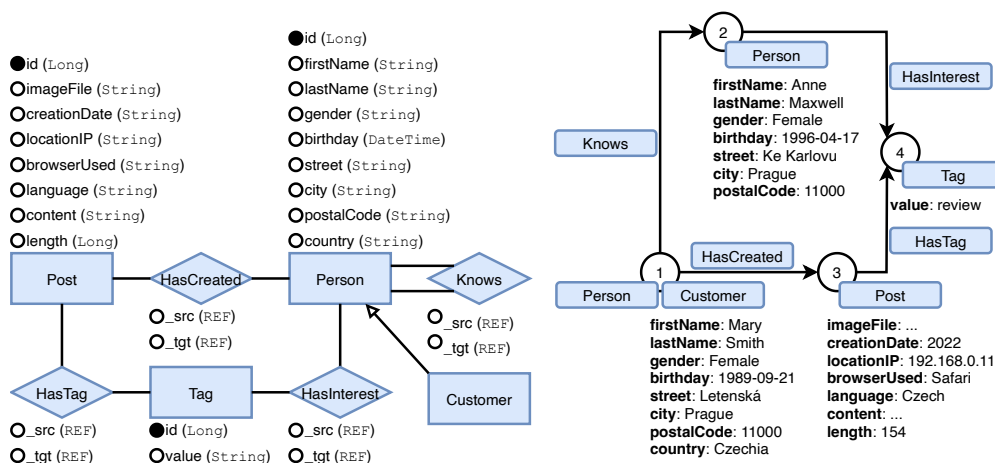 id (Long)
imageFile (String)
creationDate (String)
locationIP (String)
browserUsed (String)
language (String)
content (String)
length (Long)
id (Long)
firstName (String)
lastName (String)
gender (String)
birthday (DateTime)
street (String)
city (String)
postalCode (String)
country (String)
Post
HasCreated
Person
Knows
_src (REF)
_tgt (REF)
_src (REF)
_tgt (REF)
HasTag
Tag
HasInterest
Customer
_src (REF)
_tgt (REF)
id (Long)
value (String)
_src (REF)
_tgt (REF)
2
Person
firstName: Anne
lastName: Maxwell
gender: Female
birthday: 1996-04-17
street: Ke Karlovu
city: Prague
postalCode: 11000
HasInterest
Knows
4
Tag
value: review
HasTag
HasCreated
1
Person
Customer
firstName: Mary
lastName: Smith
gender: Female
birthday: 1989-09-21
street: Letenská
city: Prague
postalCode: 11000
country: Czechia
3
Post
imageFile: ...
creationDate: 2022
locationIP: 192.168.0.11
browserUsed: Safari
language: Czech
content: ...
length: 154